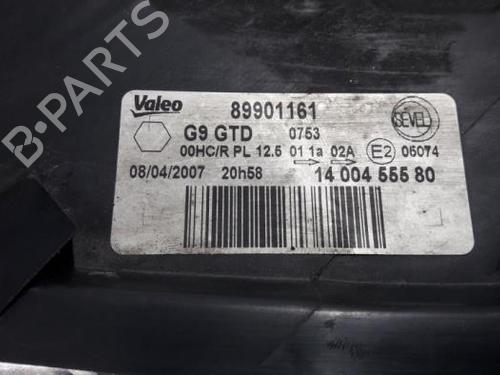 B-PARTS
Valeo 89901161 SEVEL
G9 GTD 0753
00HC/R PL 12.5 01 1a 02A E2 05074
08/04/2007 20h58 14 004 555 80